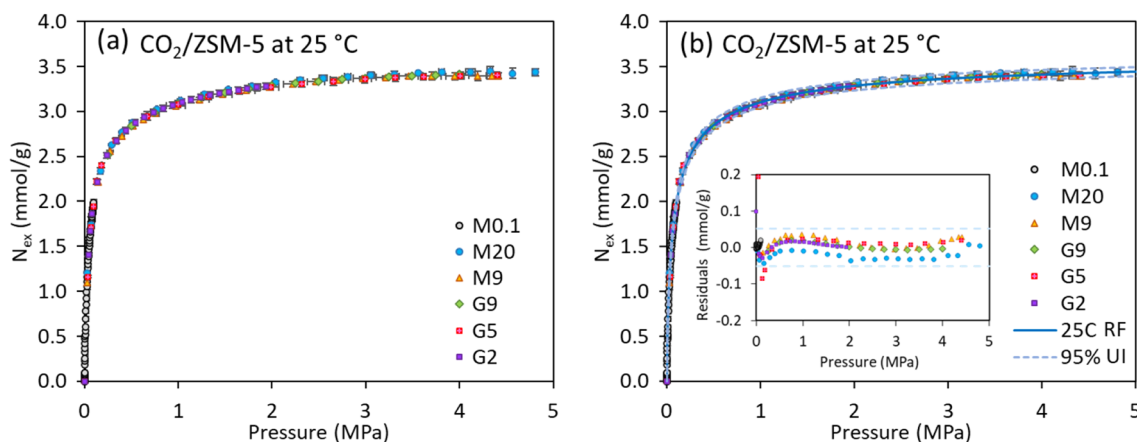 (a) CO2/ZSM-5 at 25 °C
Nex (mmol/g)
4.0
3.5
3.0
2.5
2.0
1.5
1.0
0.5
0.0
M0.1
M20
M9
G9
G5
G2
0 1 2 3 4 5
Pressure (MPa)
(b) CO2/ZSM-5 at 25 °C
Nex (mmol/g)
4.0
3.5
3.0
2.5
2.0
1.5
1.0
0.5
0.0
M0.1
M20
M9
G9
G5
G2
25C RF
95% UI
Residuals (mmol/g)
0.2
0.1
0.0
-0.1
-0.2
0 1 2 3 4 5
Pressure (MPa)
0 1 2 3 4 5
Pressure (MPa)